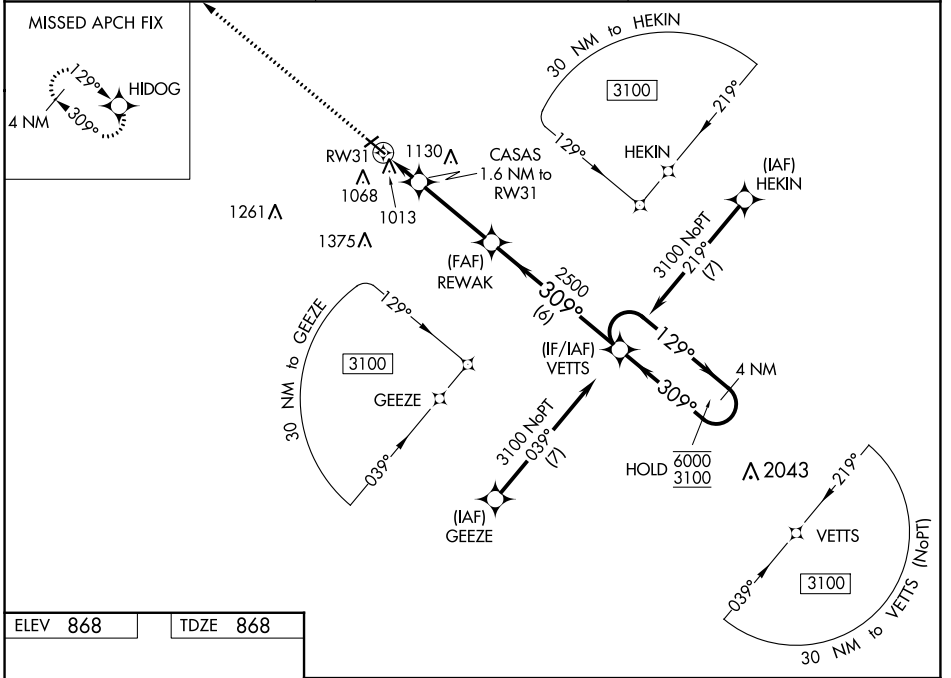 MISSED APCH FIX
129°
HIDOG
309°
4 NM
30 NM to HEKIN
3100
219°
129°
HEKIN
(IAF)
HEKIN
RW31
1130
CASAS
1.6 NM to
RW31
1068
1013
1261
1375
(FAF)
REWAK
3100 NoPT
219°
(7)
2500
309°
(6)
(IF/IAF)
VETTS
129°
4 NM
309°
30 NM to GEEZE
129°
3100
GEEZE
039°
3100 NoPT
039°
(7)
(IAF)
GEEZE
HOLD
6000
3100
2043
219°
VETTS
039°
3100
30 NM to VETTS (NoPT)
ELEV 868
TDZE 868